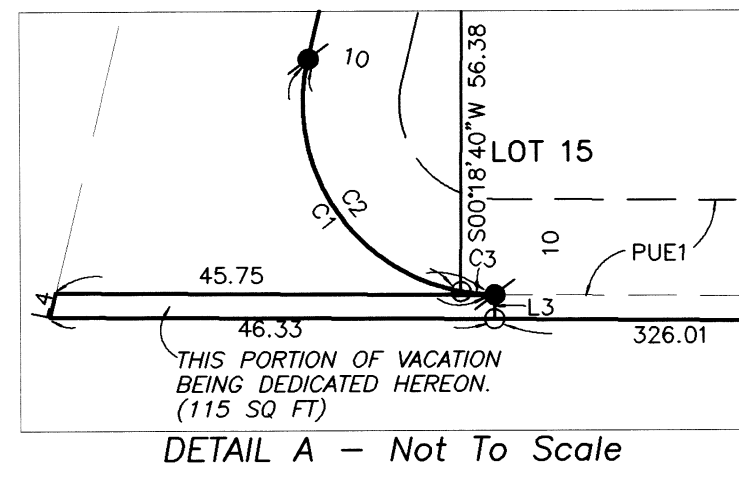 10
S00°18'40"W 56.38
LOT 15
C2
C1
10
C3
PUE1
45.75
L4
L3
46.33
326.01
THIS PORTION OF VACATION
BEING DEDICATED HEREON.
(115 SQ FT)
DETAIL A – Not To Scale